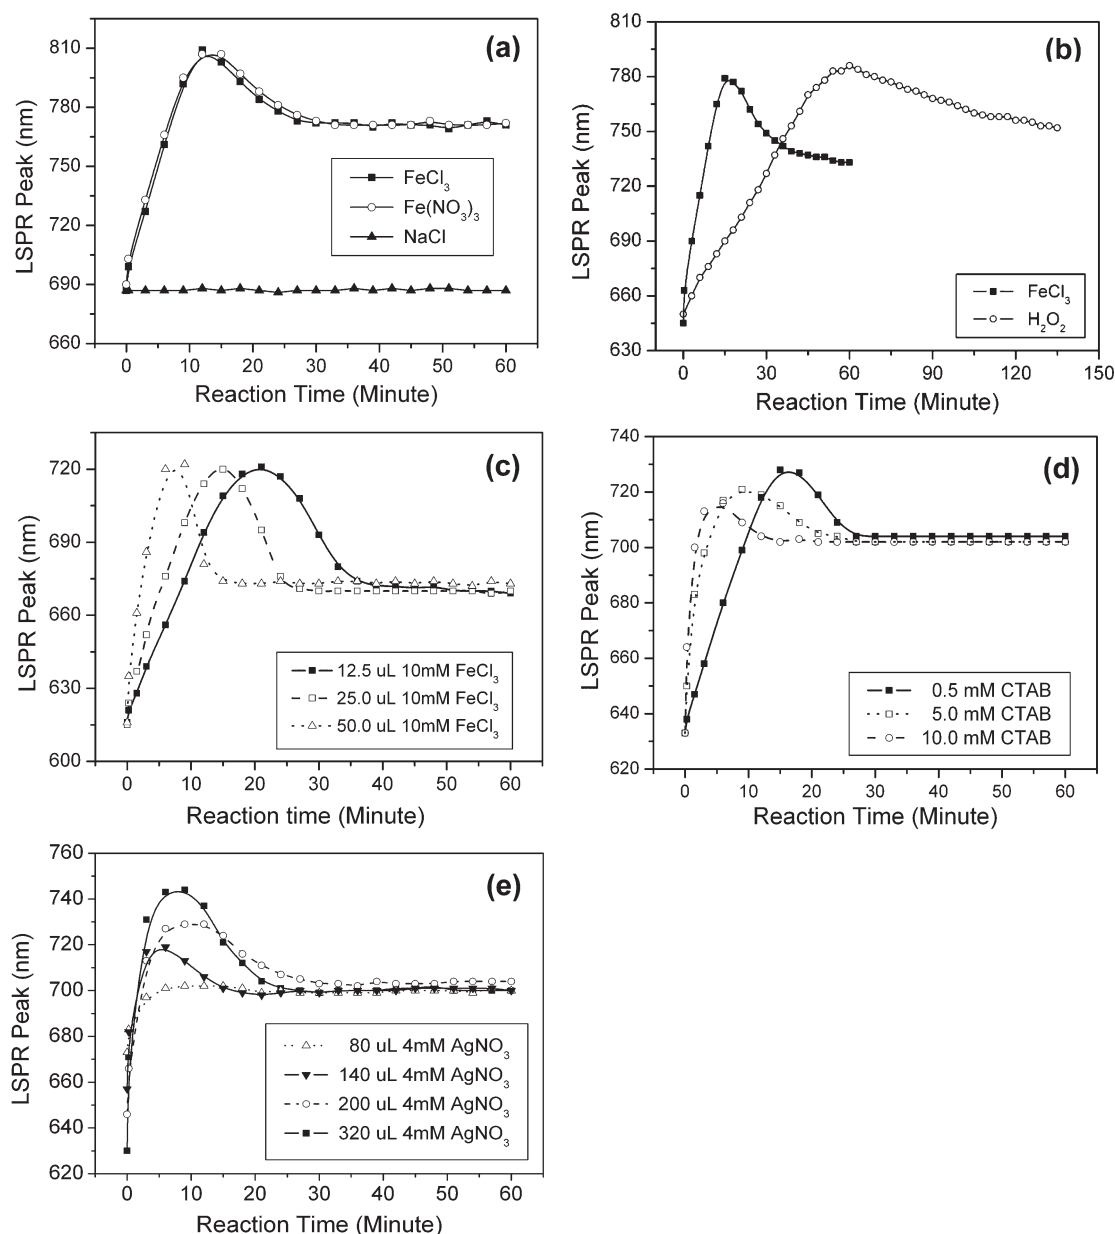 (a)
LSPR Peak (nm)
810
780
750
720
690
660
FeCl3
Fe(NO3)3
NaCl
0 10 20 30 40 50 60
Reaction Time (Minute)
(b)
LSPR Peak (nm)
810
780
750
720
690
660
630
FeCl3
H2O2
0 30 60 90 120 150
Reaction Time (Minute)
(c)
LSPR Peak (nm)
720
690
660
630
600
12.5 uL 10mM FeCl3
25.0 uL 10mM FeCl3
50.0 uL 10mM FeCl3
0 10 20 30 40 50 60
Reaction time (Minute)
(d)
LSPR Peak (nm)
740
720
700
680
660
640
620
0.5 mM CTAB
5.0 mM CTAB
10.0 mM CTAB
0 10 20 30 40 50 60
Reaction Time (Minute)
(e)
LSPR Peak (nm)
760
740
720
700
680
660
640
620
80 uL 4mM AgNO3
140 uL 4mM AgNO3
200 uL 4mM AgNO3
320 uL 4mM AgNO3
0 10 20 30 40 50 60
Reaction Time (Minute)